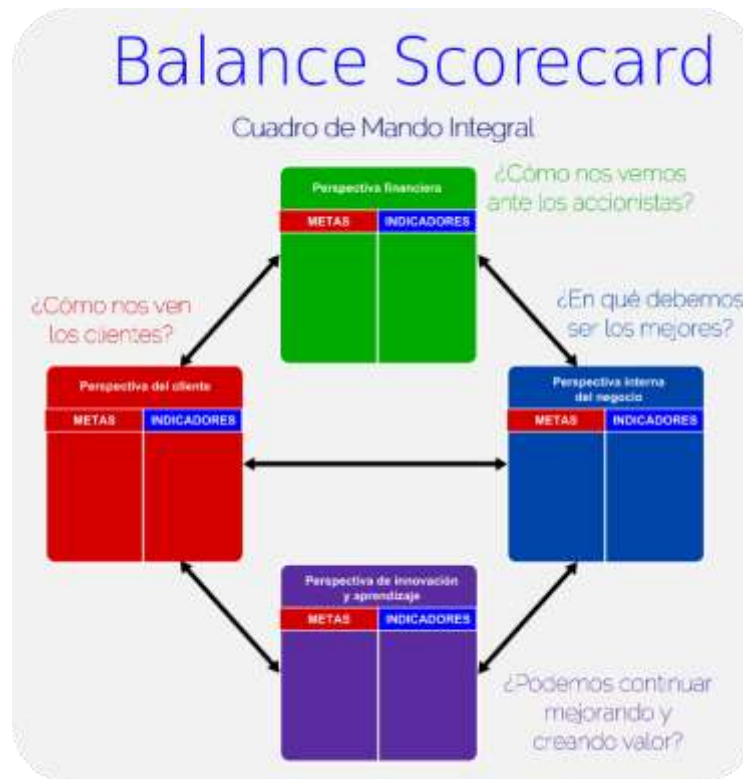 Balance Scorecard
Cuadro de Mando Integral
Perspectiva financiera
METAS INDICADORES
¿Cómo nos vemos
ante los accionistas?
¿Cómo nos ven
los clientes?
¿En qué debemos
ser los mejores?
Perspectiva del cliente
METAS INDICADORES
Perspectiva interna
del negocio
METAS INDICADORES
Perspectiva de innovación
y aprendizaje
METAS INDICADORES
¿Podemos continuar
mejorando y
creando valor?